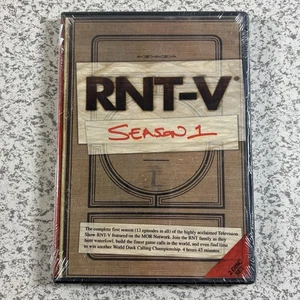 RNT-V®
SEASON 1
The complete first season (13 episodes in all) of the highly acclaimed Television
Show RNT-V featured on the MOR Network. Join the RNT family as they
hunt waterfowl, build the finest game calls in the world, and even find time
to win another World Duck Calling Championship. 4 hours 45 minutes